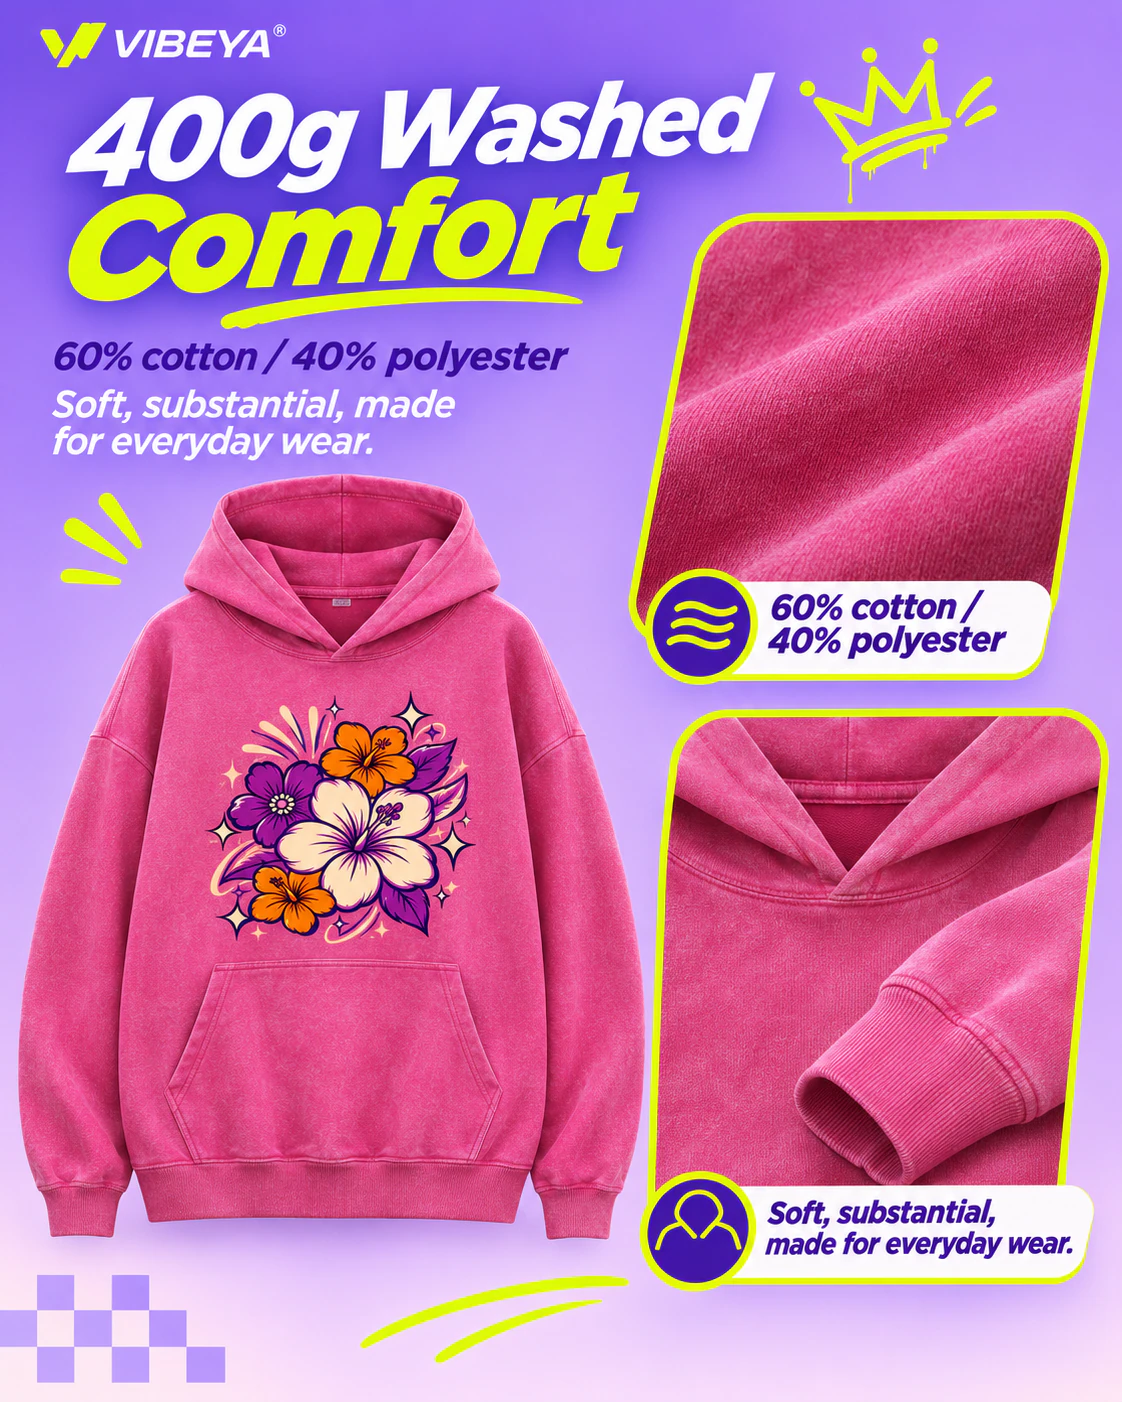 VIBEYA®
400g Washed
Comfort
60% cotton / 40% polyester
Soft, substantial, made
for everyday wear.
60% cotton /
40% polyester
Soft, substantial,
made for everyday wear.